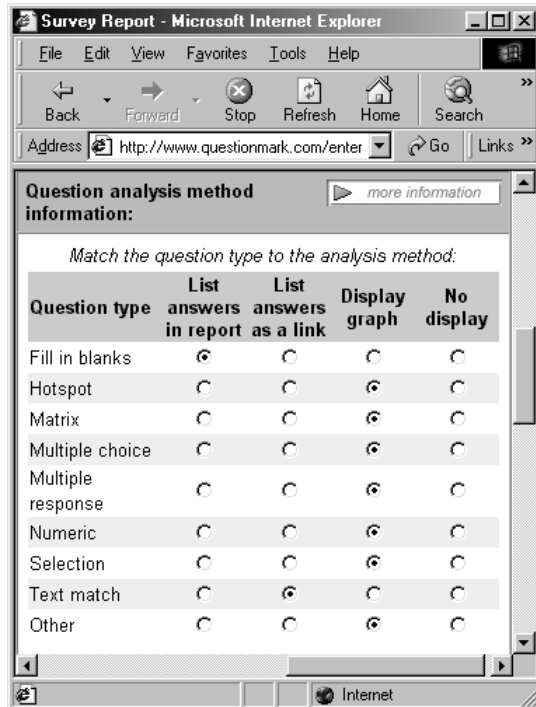 Survey Report - Microsoft Internet Explorer
File Edit View Favorites Tools Help
Back Forward Stop Refresh Home Search »
Address http://www.questionmark.com/enter Go Links »
Question analysis method
information:
more information
Match the question type to the analysis method:
Question type
List
answers
in report
List
answers
as a link
Display
graph
No
display
Fill in blanks
Hotspot
Matrix
Multiple choice
Multiple
response
Numeric
Selection
Text match
Other
Internet